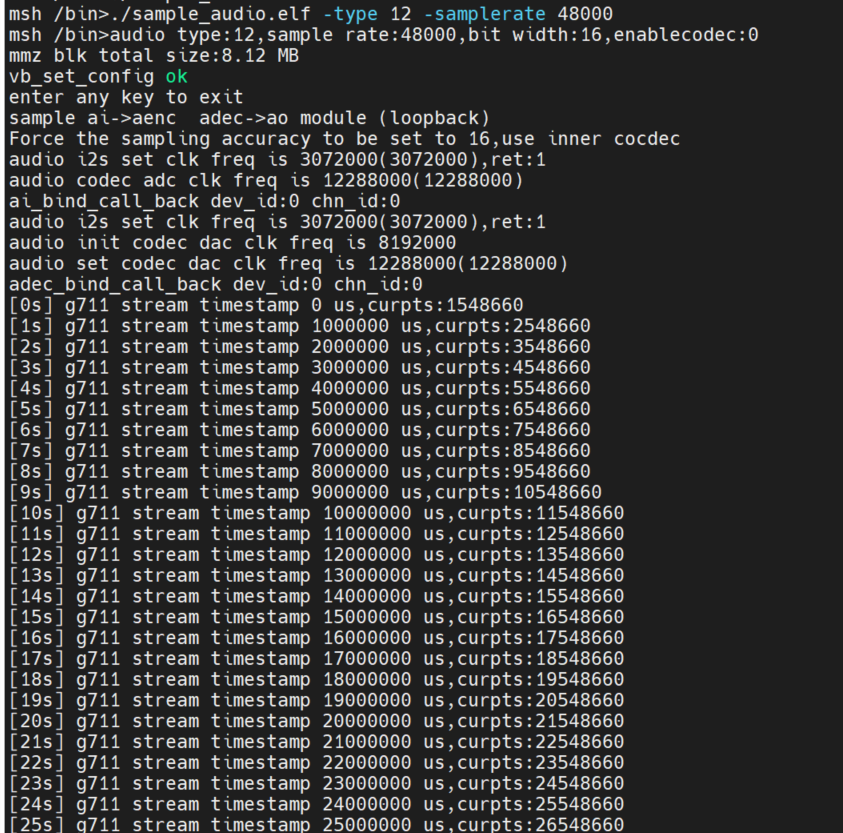 msh /bin>./sample_audio.elf -type 12 -samplerate 48000
msh /bin>audio type:12,sample rate:48000,bit width:16,enablecodec:0
mmz blk total size:8.12 MB
vb_set_config ok
enter any key to exit
sample ai->aenc  adec->ao module (loopback)
Force the sampling accuracy to be set to 16,use inner cocdec
audio i2s set clk freq is 3072000(3072000),ret:1
audio codec adc clk freq is 12288000(12288000)
ai_bind_call_back dev_id:0 chn_id:0
audio i2s set clk freq is 3072000(3072000),ret:1
audio init codec dac clk freq is 8192000
audio set codec dac clk freq is 12288000(12288000)
adec_bind_call_back dev_id:0 chn_id:0
[0s] g711 stream timestamp 0 us,curpts:1548660
[1s] g711 stream timestamp 1000000 us,curpts:2548660
[2s] g711 stream timestamp 2000000 us,curpts:3548660
[3s] g711 stream timestamp 3000000 us,curpts:4548660
[4s] g711 stream timestamp 4000000 us,curpts:5548660
[5s] g711 stream timestamp 5000000 us,curpts:6548660
[6s] g711 stream timestamp 6000000 us,curpts:7548660
[7s] g711 stream timestamp 7000000 us,curpts:8548660
[8s] g711 stream timestamp 8000000 us,curpts:9548660
[9s] g711 stream timestamp 9000000 us,curpts:10548660
[10s] g711 stream timestamp 10000000 us,curpts:11548660
[11s] g711 stream timestamp 11000000 us,curpts:12548660
[12s] g711 stream timestamp 12000000 us,curpts:13548660
[13s] g711 stream timestamp 13000000 us,curpts:14548660
[14s] g711 stream timestamp 14000000 us,curpts:15548660
[15s] g711 stream timestamp 15000000 us,curpts:16548660
[16s] g711 stream timestamp 16000000 us,curpts:17548660
[17s] g711 stream timestamp 17000000 us,curpts:18548660
[18s] g711 stream timestamp 18000000 us,curpts:19548660
[19s] g711 stream timestamp 19000000 us,curpts:20548660
[20s] g711 stream timestamp 20000000 us,curpts:21548660
[21s] g711 stream timestamp 21000000 us,curpts:22548660
[22s] g711 stream timestamp 22000000 us,curpts:23548660
[23s] g711 stream timestamp 23000000 us,curpts:24548660
[24s] g711 stream timestamp 24000000 us,curpts:25548660
[25s] g711 stream timestamp 25000000 us,curpts:26548660